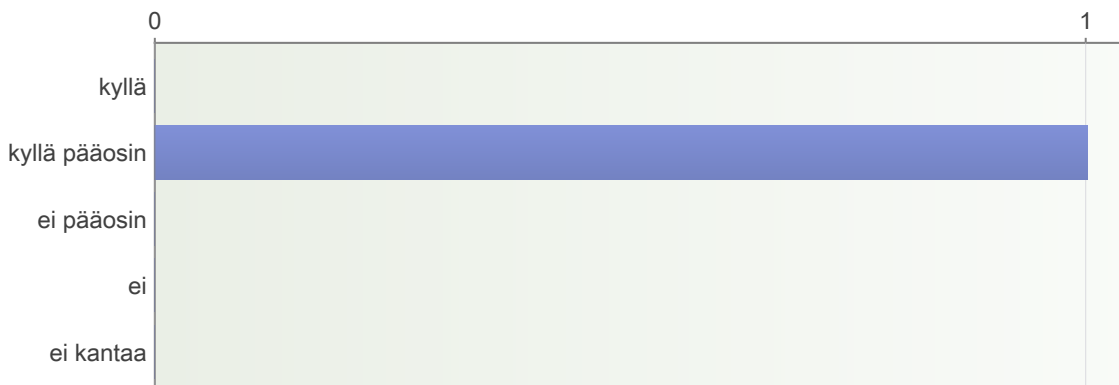 0 1
kyllä
kyllä pääosin
ei pääosin
ei
ei kantaa